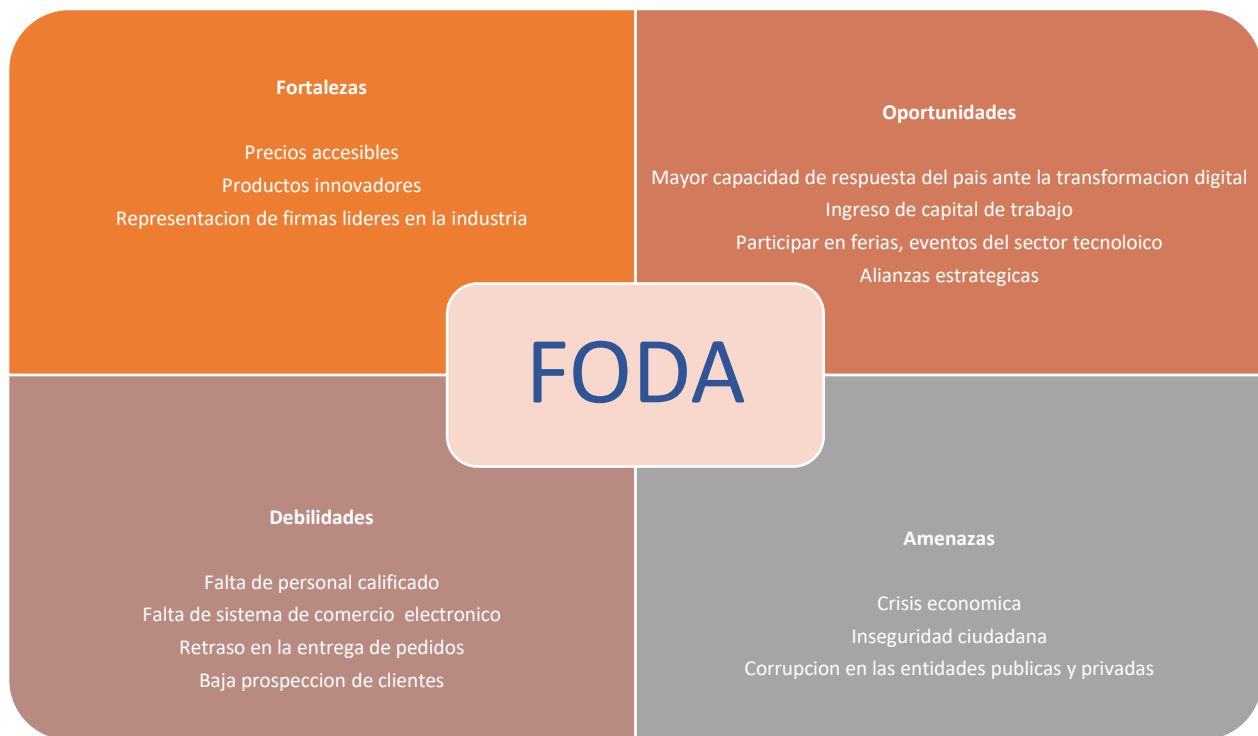 Fortalezas
Precios accesibles
Productos innovadores
Representacion de firmas lideres en la industria
Oportunidades
Mayor capacidad de respuesta del pais ante la transformacion digital
Ingreso de capital de trabajo
Participar en ferias, eventos del sector tecnoloico
Alianzas estrategicas
FODA
Debilidades
Falta de personal calificado
Falta de sistema de comercio  electronico
Retraso en la entrega de pedidos
Baja prospeccion de clientes
Amenazas
Crisis economica
Inseguridad ciudadana
Corrupcion en las entidades publicas y privadas